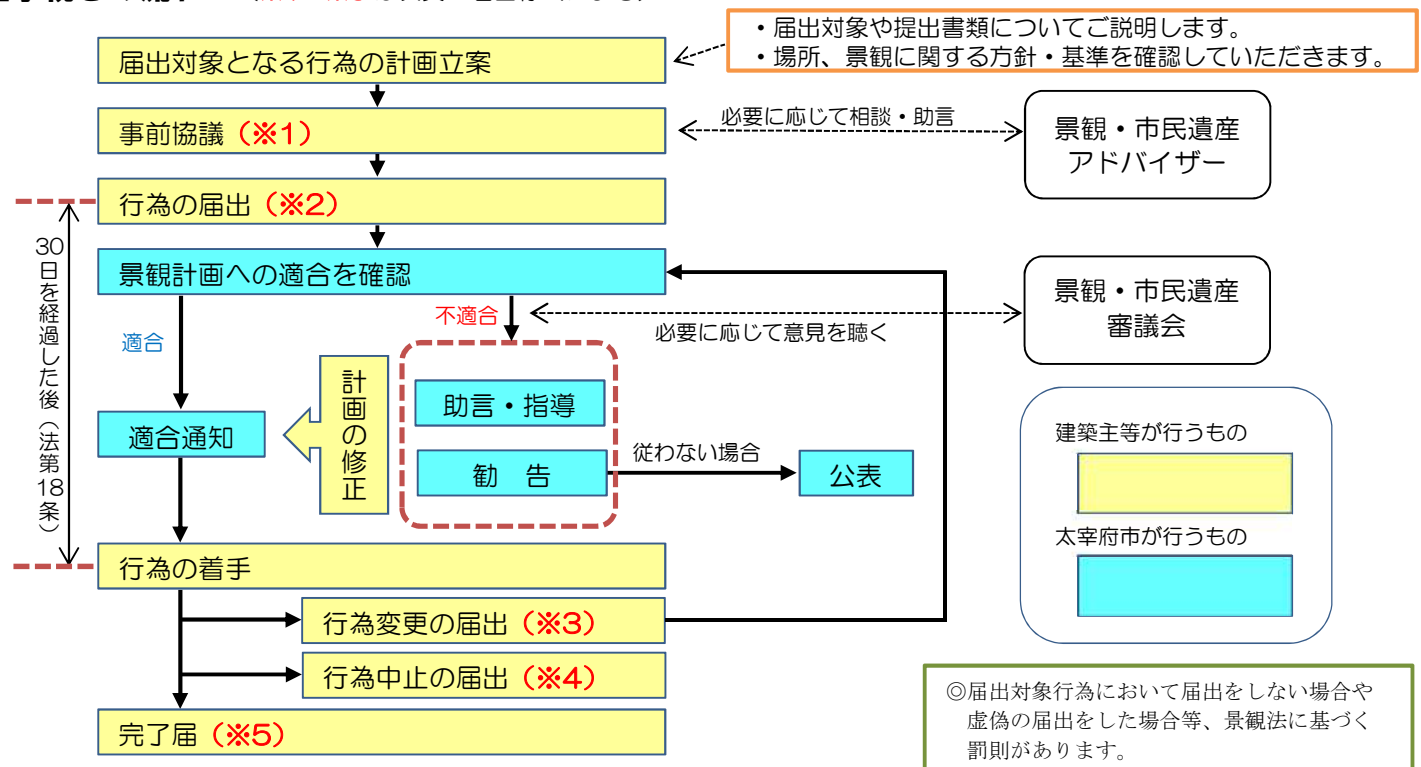 ・届出対象や提出書類についてご説明します。
・場所、景観に関する方針・基準を確認していただきます。
届出対象となる行為の計画立案
事前協議（※1）
必要に応じて相談・助言
景観・市民遺産
アドバイザー
行為の届出（※2）
30日を経過した後（法第18条）
景観計画への適合を確認
景観・市民遺産
審議会
不適合
必要に応じて意見を聴く
適合
計画の修正
助言・指導
適合通知
勧　告
従わない場合
公表
建築主等が行うもの
太宰府市が行うもの
行為の着手
行為変更の届出（※3）
行為中止の届出（※4）
完了届（※5）
◎届出対象行為において届出をしない場合や
虚偽の届出をした場合等、景観法に基づく
罰則があります。